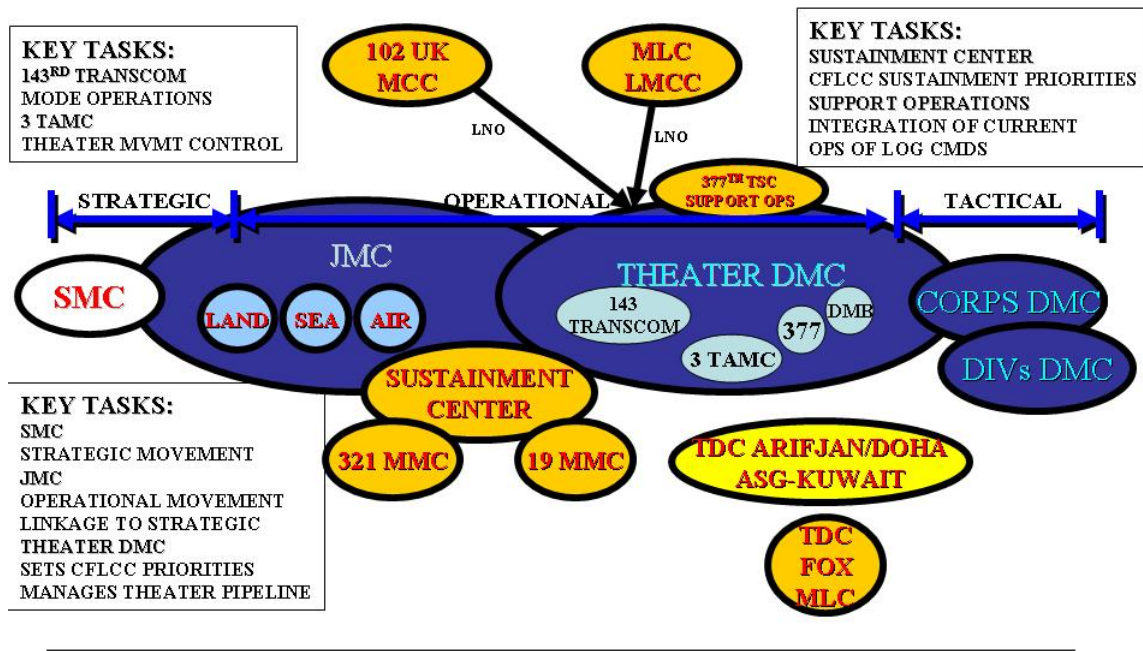 KEY TASKS:
143RD TRANSCOM
MODE OPERATIONS
3 TAMC
THEATER MVMT CONTROL
102 UK
MCC
MLC
LMCC
KEY TASKS:
SUSTAINMENT CENTER
CFLCC SUSTAINMENT PRIORITIES
SUPPORT OPERATIONS
INTEGRATION OF CURRENT
OPS OF LOG CMDS
LNO
LNO
377TH TSC
SUPPORT OPS
STRATEGIC
OPERATIONAL
TACTICAL
SMC
JMC
LAND
SEA
AIR
THEATER DMC
143
TRANSCOM
3 TAMC
377
DMB
CORPS DMC
DIVs DMC
SUSTAINMENT
CENTER
321 MMC
19 MMC
KEY TASKS:
SMC
STRATEGIC MOVEMENT
JMC
OPERATIONAL MOVEMENT
LINKAGE TO STRATEGIC
THEATER DMC
SETS CFLCC PRIORITIES
MANAGES THEATER PIPELINE
TDC ARIFJAN/DOHA
ASG-KUWAIT
TDC
FOX
MLC